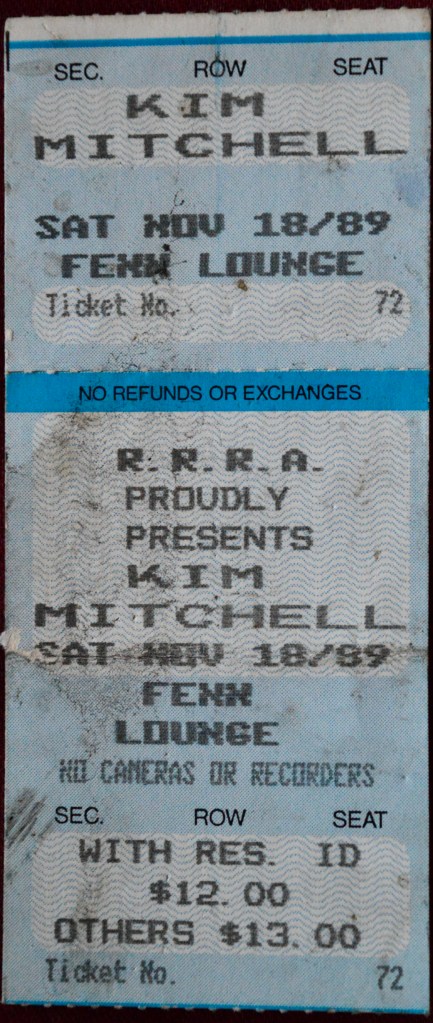 SEC. ROW SEAT
KIM
MITCHELL
SAT NOV 18/89
FENN LOUNGE
Ticket No. 72
NO REFUNDS OR EXCHANGES
R.R.R.A.
PROUDLY
PRESENTS
KIM
MITCHELL
SAT NOV 18/89
FENN
LOUNGE
NO CAMERAS OR RECORDERS
SEC. ROW SEAT
WITH RES. ID
$12.00
OTHERS $13.00
Ticket No. 72